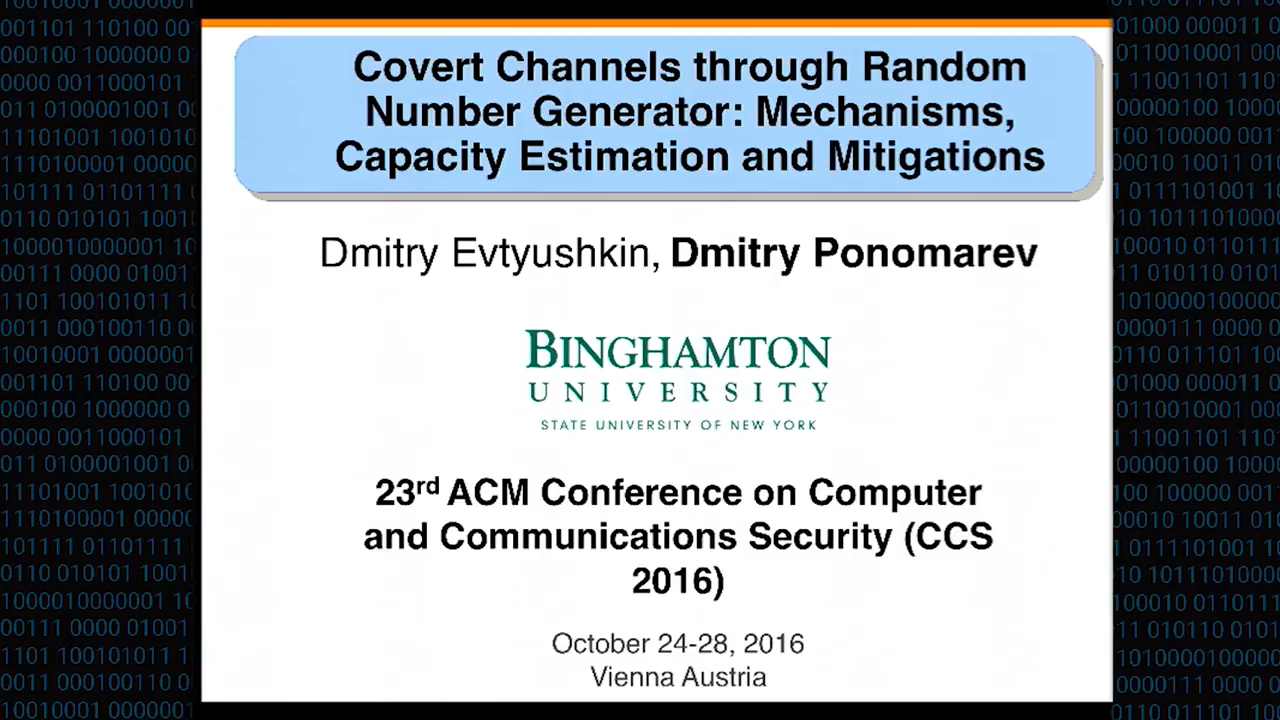 Covert Channels through Random
Number Generator: Mechanisms,
Capacity Estimation and Mitigations
Dmitry Evtyushkin, Dmitry Ponomarev
BINGHAMTON
UNIVERSITY
STATE UNIVERSITY OF NEW YORK
23rd ACM Conference on Computer
and Communications Security (CCS
2016)
October 24-28, 2016
Vienna Austria